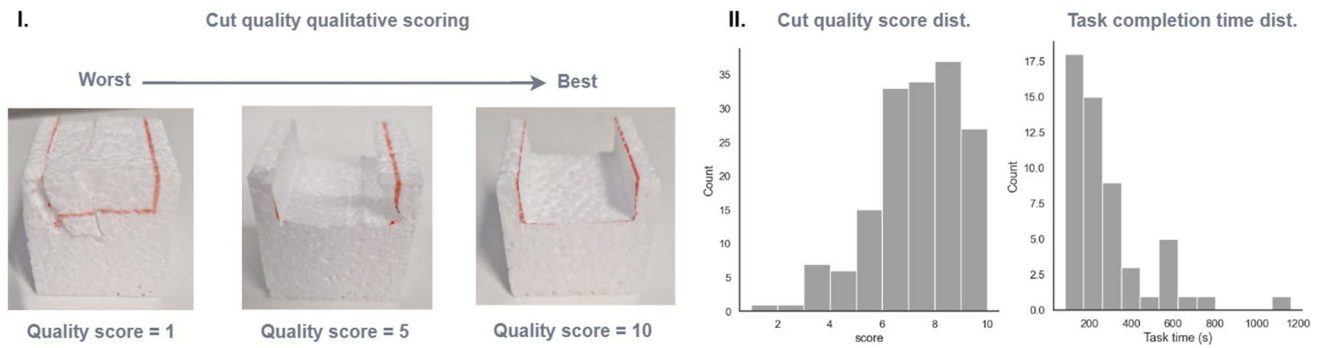 I.
Cut quality qualitative scoring
Worst
Best
Quality score = 1
Quality score = 5
Quality score = 10
II.
Cut quality score dist.
Task completion time dist.
Count
35
30
25
20
15
10
5
0
2
4
6
8
10
score
Count
17.5
15.0
12.5
10.0
7.5
5.0
2.5
0.0
200
400
600
800
1000
1200
Task time (s)